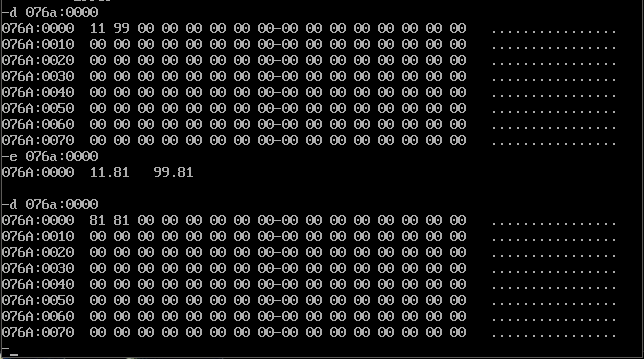 -d 076a:0000
076A:0000  11 99 00 00 00 00 00 00-00 00 00 00 00 00 00 00   ................
076A:0010  00 00 00 00 00 00 00 00-00 00 00 00 00 00 00 00   ................
076A:0020  00 00 00 00 00 00 00 00-00 00 00 00 00 00 00 00   ................
076A:0030  00 00 00 00 00 00 00 00-00 00 00 00 00 00 00 00   ................
076A:0040  00 00 00 00 00 00 00 00-00 00 00 00 00 00 00 00   ................
076A:0050  00 00 00 00 00 00 00 00-00 00 00 00 00 00 00 00   ................
076A:0060  00 00 00 00 00 00 00 00-00 00 00 00 00 00 00 00   ................
076A:0070  00 00 00 00 00 00 00 00-00 00 00 00 00 00 00 00   ................
-e 076a:0000
076A:0000  11.81   99.81

-d 076a:0000
076A:0000  81 81 00 00 00 00 00 00-00 00 00 00 00 00 00 00   ................
076A:0010  00 00 00 00 00 00 00 00-00 00 00 00 00 00 00 00   ................
076A:0020  00 00 00 00 00 00 00 00-00 00 00 00 00 00 00 00   ................
076A:0030  00 00 00 00 00 00 00 00-00 00 00 00 00 00 00 00   ................
076A:0040  00 00 00 00 00 00 00 00-00 00 00 00 00 00 00 00   ................
076A:0050  00 00 00 00 00 00 00 00-00 00 00 00 00 00 00 00   ................
076A:0060  00 00 00 00 00 00 00 00-00 00 00 00 00 00 00 00   ................
076A:0070  00 00 00 00 00 00 00 00-00 00 00 00 00 00 00 00   ................
-_